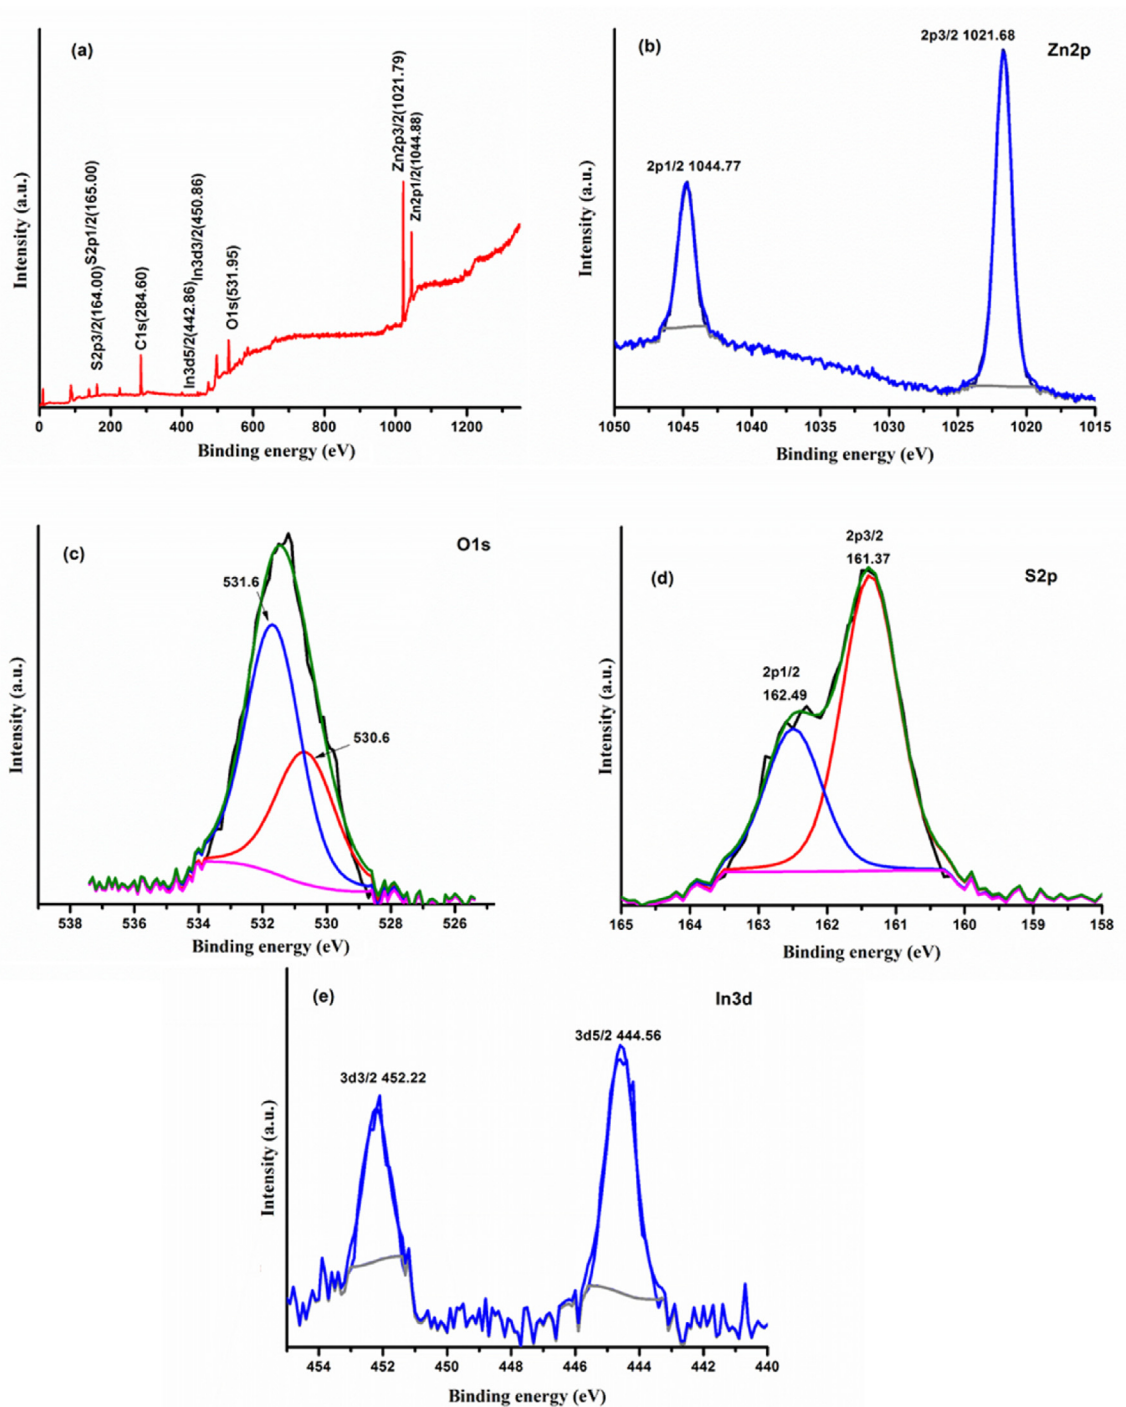 (a)
Intensity (a.u.)
S2p3/2(164.00)
S2p1/2(165.00)
C1s(284.60)
In3d5/2(442.86)
In3d3/2(450.86)
O1s(531.95)
Zn2p3/2(1021.79)
Zn2p1/2(1044.88)
0 200 400 600 800 1000 1200
Binding energy (eV)
(b)
2p3/2 1021.68
Zn2p
2p1/2 1044.77
Intensity (a.u.)
1050 1045 1040 1035 1030 1025 1020 1015
Binding energy (eV)
(c)
O1s
531.6
530.6
Intensity (a.u.)
538 536 534 532 530 528 526
Binding energy (eV)
(d)
2p3/2
161.37
S2p
2p1/2
162.49
Intensity (a.u.)
165 164 163 162 161 160 159 158
Binding energy (eV)
(e)
In3d
3d5/2 444.56
3d3/2 452.22
Intensity (a.u.)
454 452 450 448 446 444 442 440
Binding energy (eV)